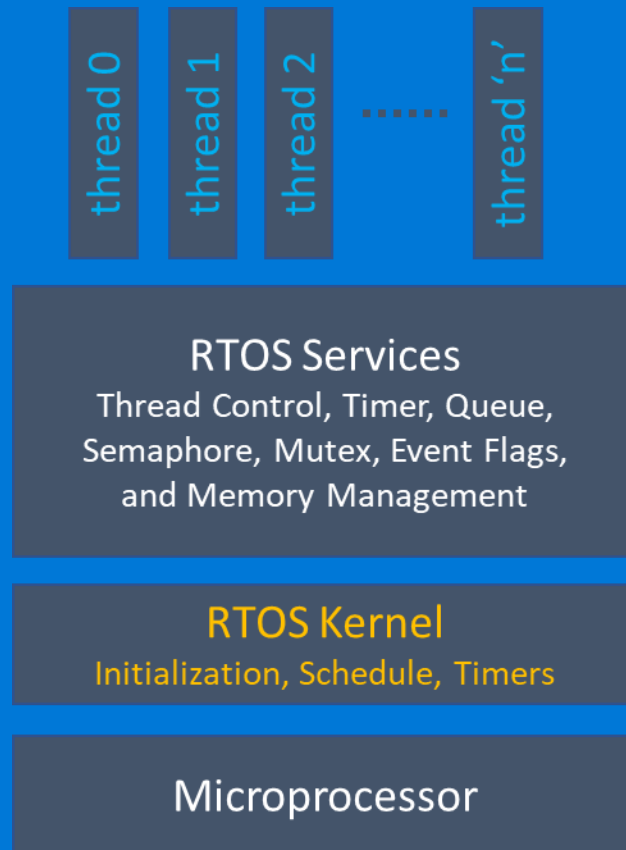 thread 0
thread 1
thread 2
thread ‘n’
RTOS Services
Thread Control, Timer, Queue,
Semaphore, Mutex, Event Flags,
and Memory Management
RTOS Kernel
Initialization, Schedule, Timers
Microprocessor